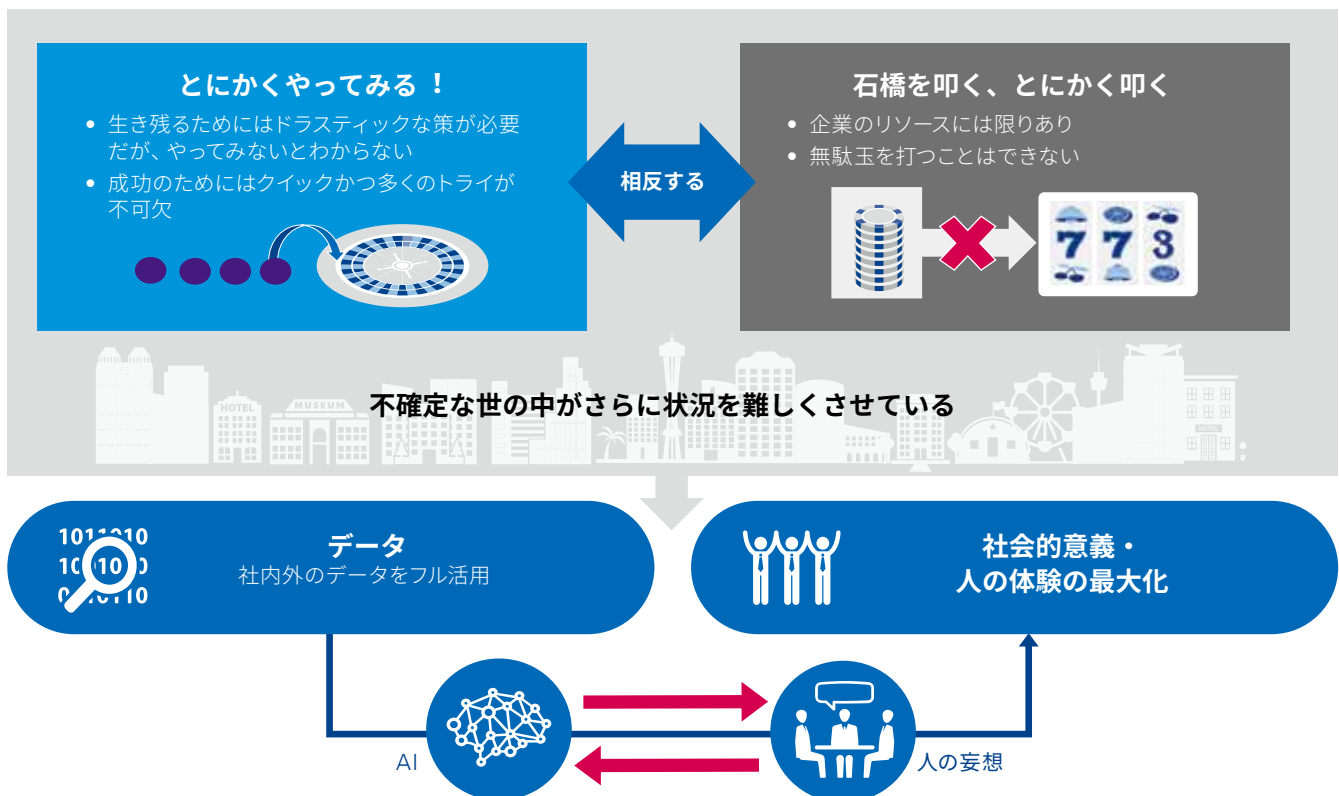 とにかくやってみる！
• 生き残るためにはドラスティックな策が必要
だが、やってみないとわからない
• 成功のためにはクイックかつ多くのトライが
不可欠
相反する
石橋を叩く、とにかく叩く
• 企業のリソースには限りあり
• 無駄玉を打つことはできない
7 7 3
HOTEL
MUSEUM
HOTEL
不確定な世の中がさらに状況を難しくさせている
データ
社内外のデータをフル活用
社会的意義・
人の体験の最大化
AI
人の妄想